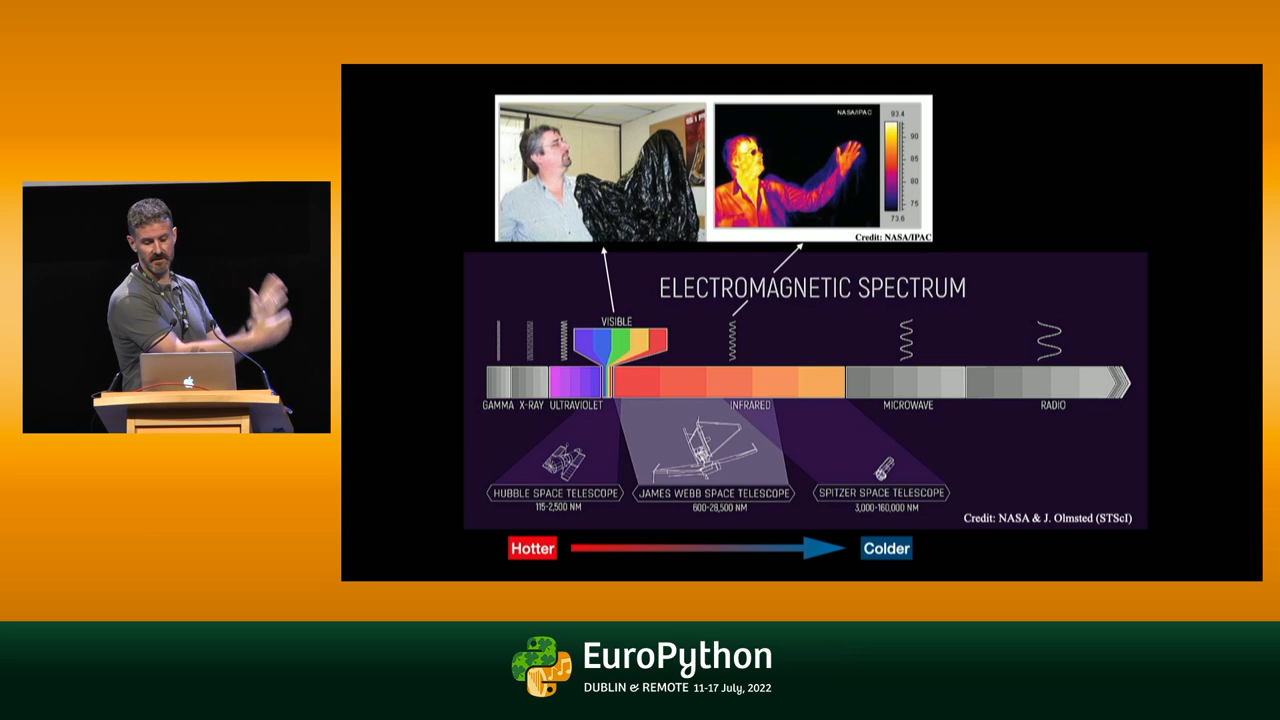 NASA/IPAC
93.4
90
85
80
75
73.6
Credit: NASA/IPAC
ELECTROMAGNETIC SPECTRUM
VISIBLE
GAMMA X-RAY ULTRAVIOLET INFRARED MICROWAVE RADIO
HUBBLE SPACE TELESCOPE
115-2,500 NM
JAMES WEBB SPACE TELESCOPE
600-28,500 NM
SPITZER SPACE TELESCOPE
3,000-160,000 NM
Credit: NASA & J. Olmsted (STScI)
Hotter
Colder
EuroPython
DUBLIN & REMOTE 11-17 July, 2022